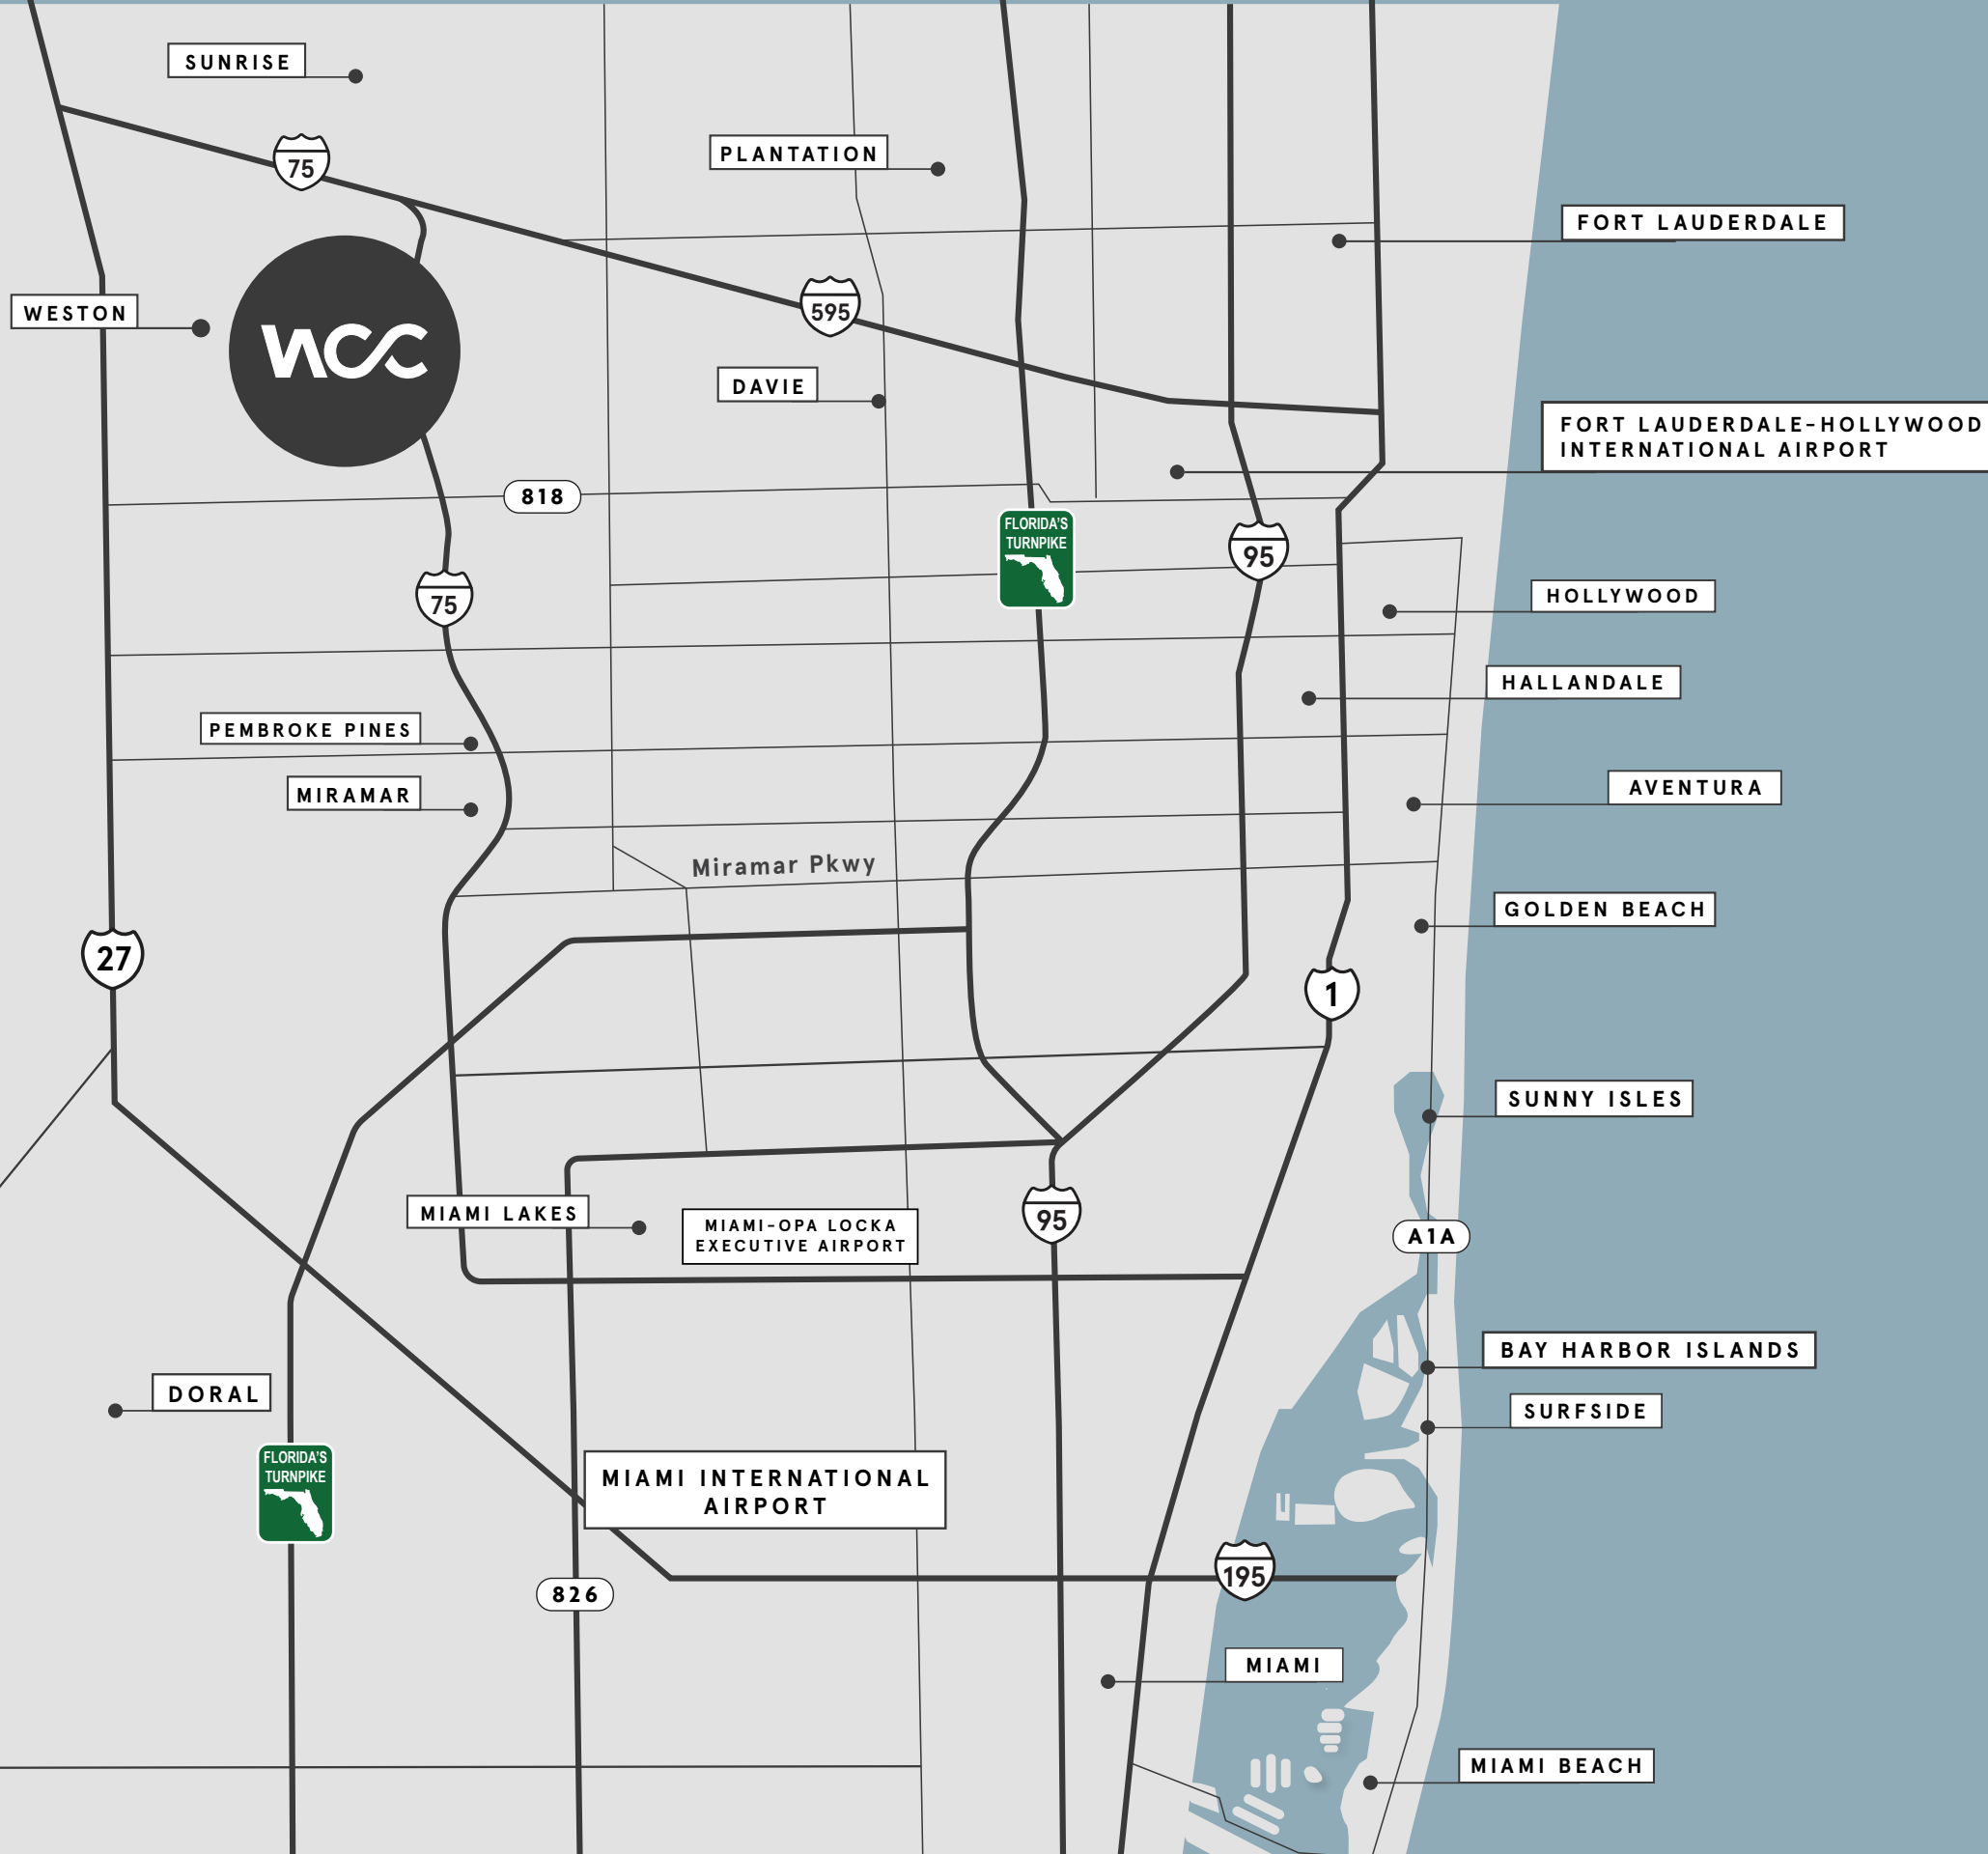 SUNRISE
75
PLANTATION
FORT LAUDERDALE
WESTON
WCC
595
DAVIE
FORT LAUDERDALE-HOLLYWOOD
INTERNATIONAL AIRPORT
818
FLORIDA'S
TURNPIKE
95
75
HOLLYWOOD
HALLANDALE
PEMBROKE PINES
MIRAMAR
AVENTURA
Miramar Pkwy
GOLDEN BEACH
27
1
SUNNY ISLES
MIAMI LAKES
95
MIAMI-OPA LOCKA
EXECUTIVE AIRPORT
A1A
BAY HARBOR ISLANDS
DORAL
SURFSIDE
FLORIDA'S
TURNPIKE
MIAMI INTERNATIONAL
AIRPORT
195
826
MIAMI
MIAMI BEACH